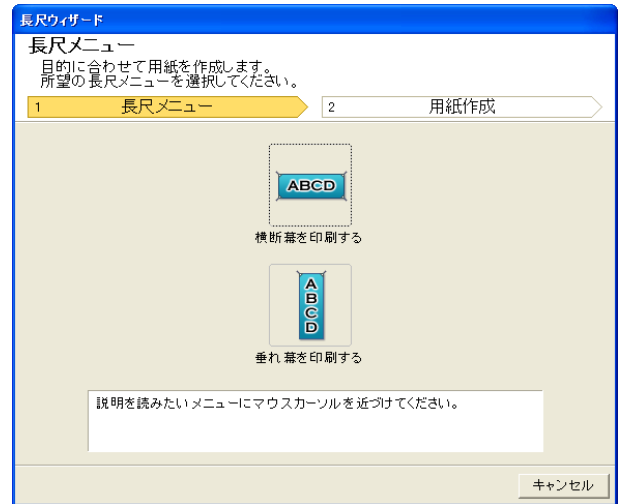 長尺ウィザード
長尺メニュー
目的に合わせて用紙を作成します。
所望の長尺メニューを選択してください。
1 長尺メニュー 2 用紙作成
ABCD
横断幕を印刷する
A
B
C
D
垂れ幕を印刷する
説明を読みたいメニューにマウスカーソルを近づけてください。
キャンセル